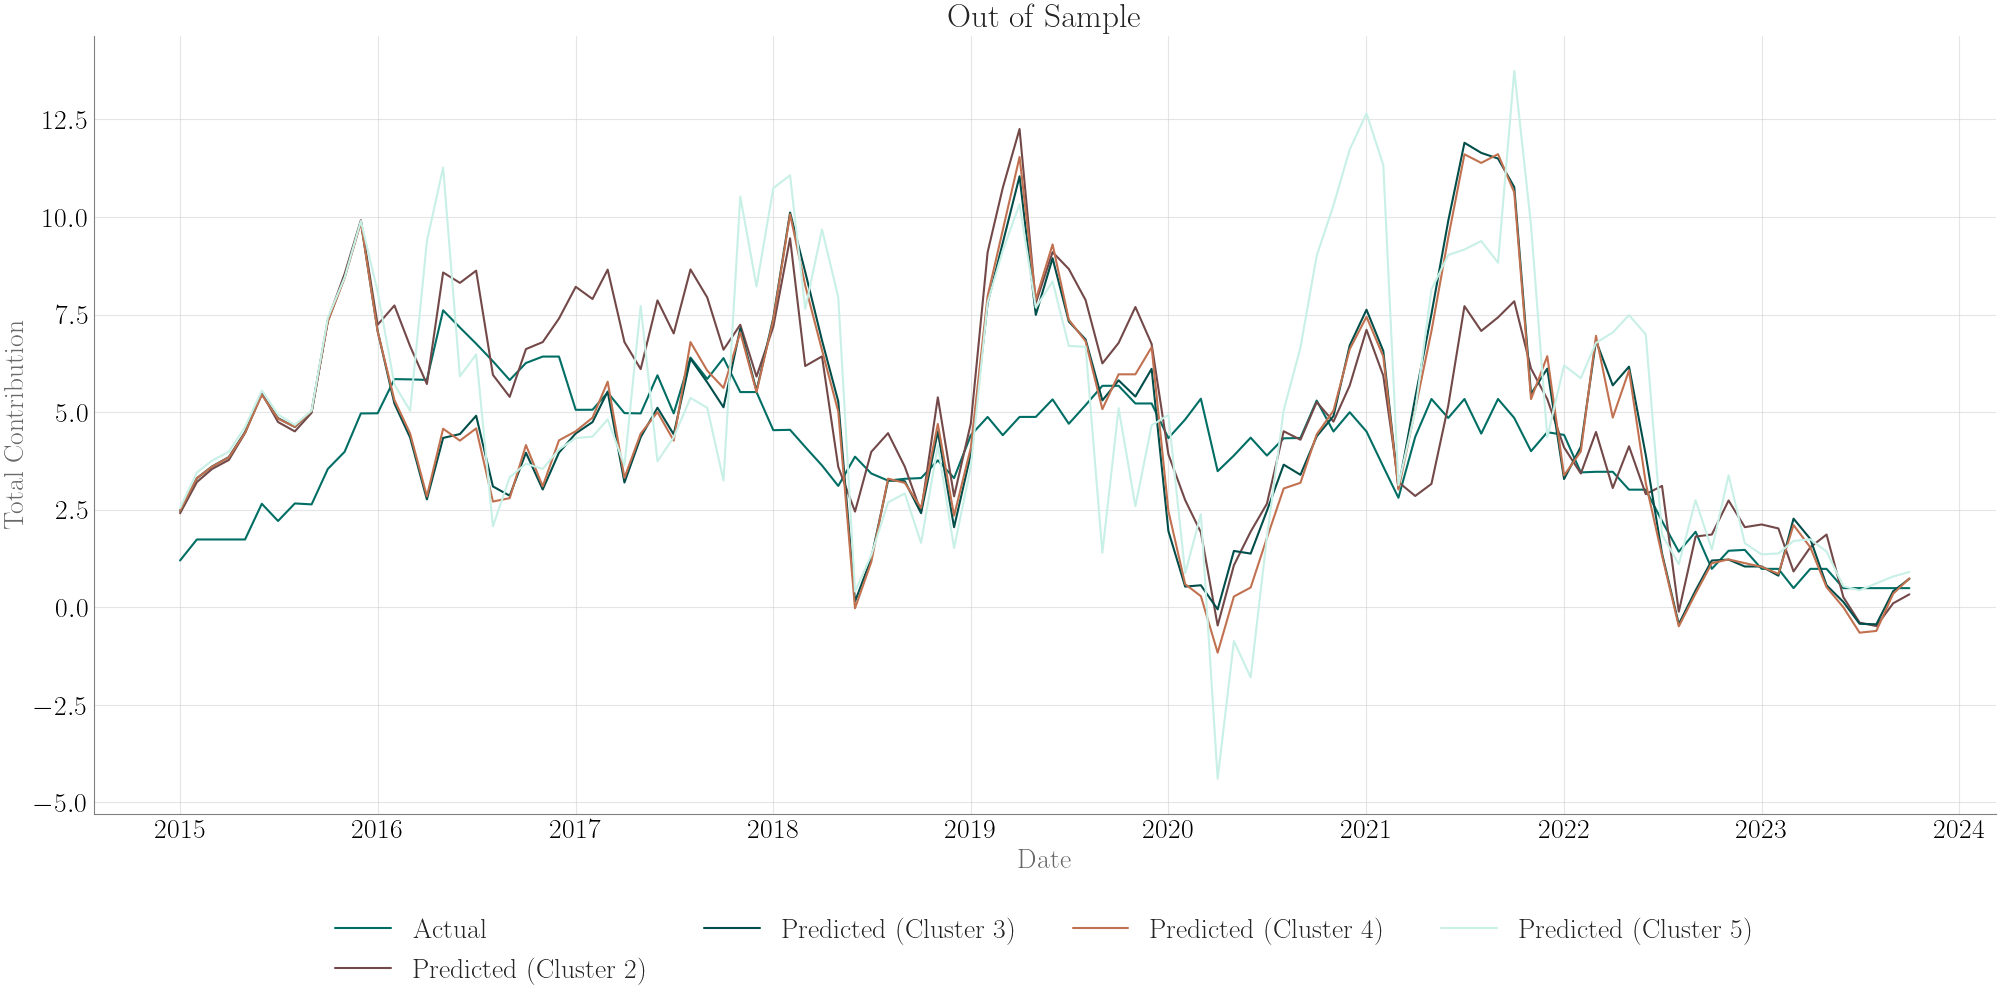 Out of Sample
Total Contribution
12.5
10.0
7.5
5.0
2.5
0.0
−2.5
−5.0
2015 2016 2017 2018 2019 2020 2021 2022 2023 2024
Date
Actual Predicted (Cluster 3) Predicted (Cluster 4) Predicted (Cluster 5)
Predicted (Cluster 2)